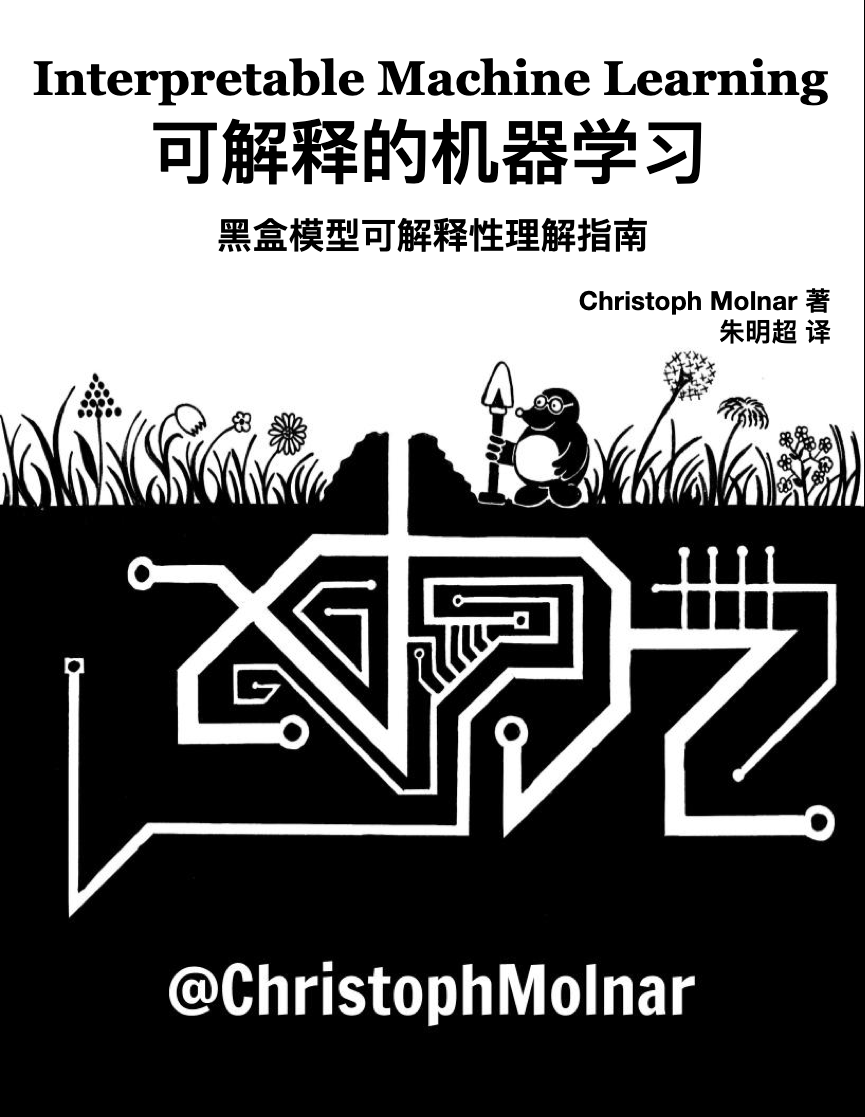 Interpretable Machine Learning
可解释的机器学习
黑盒模型可解释性理解指南
Christoph Molnar 著
朱明超 译
@ChristophMolnar